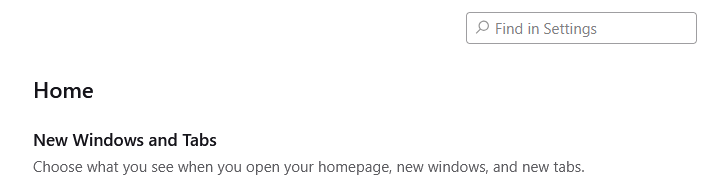 Find in Settings
Home
New Windows and Tabs
Choose what you see when you open your homepage, new windows, and new tabs.